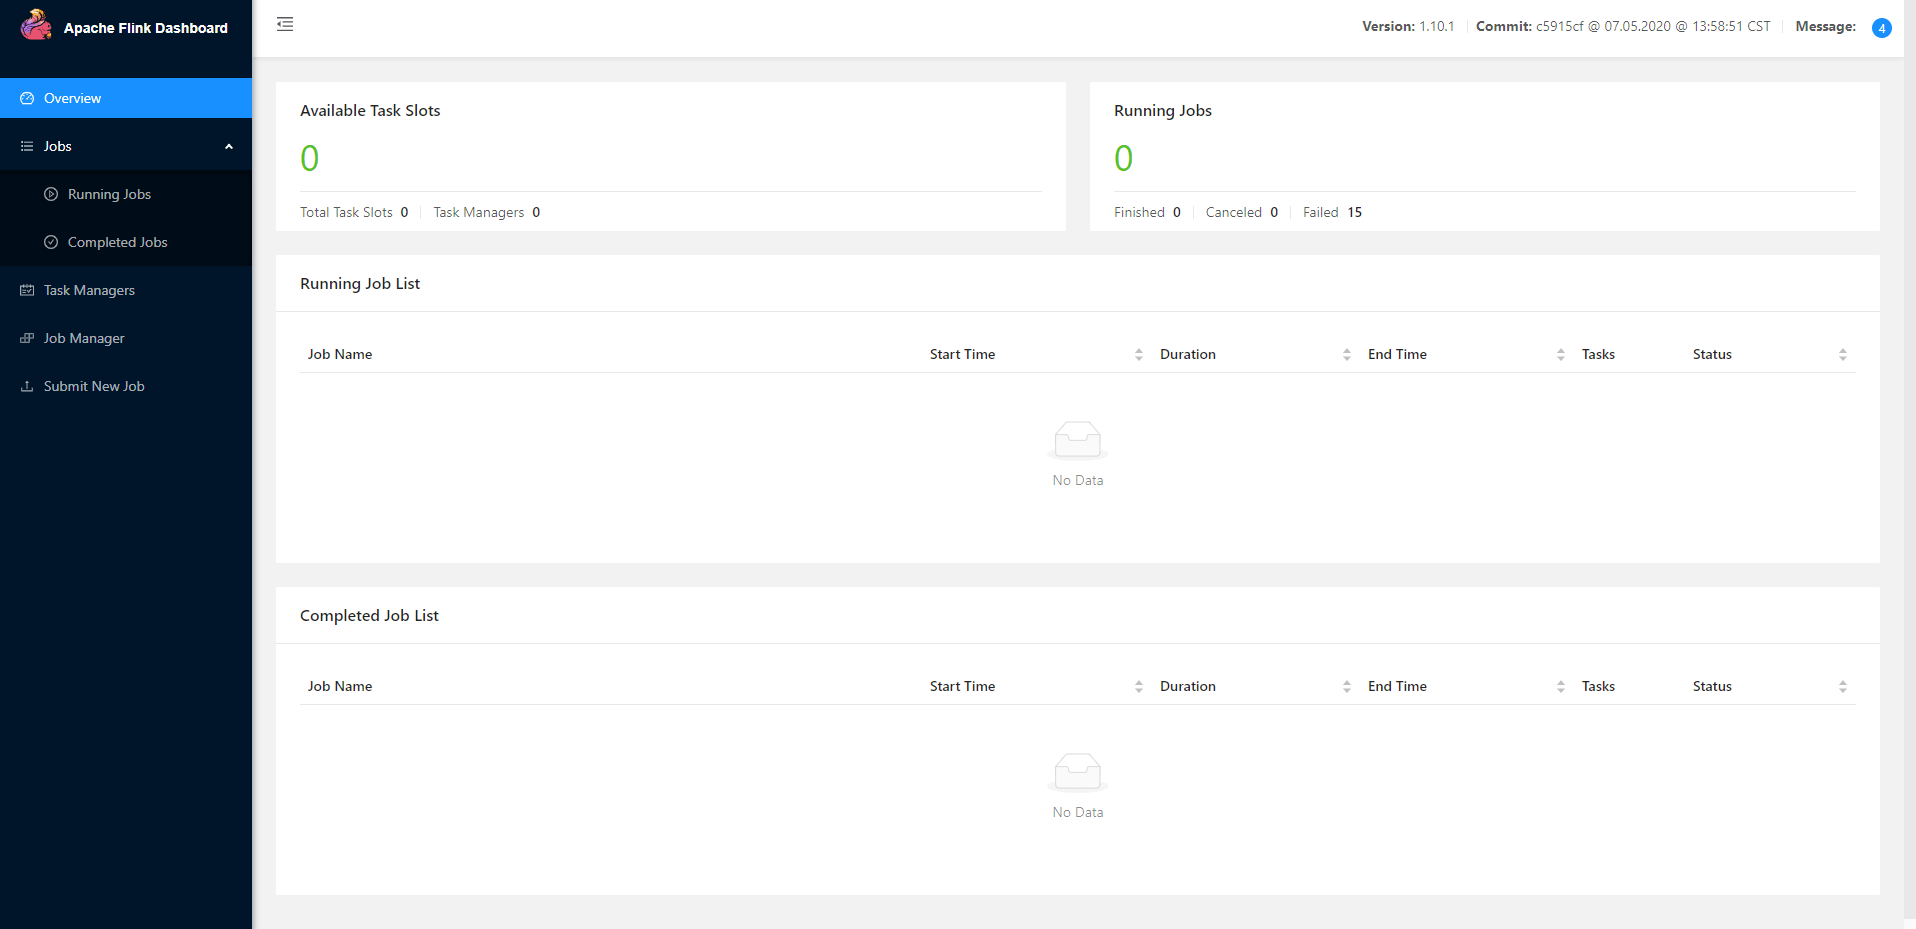 Apache Flink Dashboard
Version: 1.10.1 Commit: c5915cf @ 07.05.2020 @ 13:58:51 CST Message: 4
Overview
Jobs
Running Jobs
Completed Jobs
Task Managers
Job Manager
Submit New Job
Available Task Slots
0
Total Task Slots 0 Task Managers 0
Running Jobs
0
Finished 0 Canceled 0 Failed 15
Running Job List
Job Name Start Time Duration End Time Tasks Status
No Data
Completed Job List
Job Name Start Time Duration End Time Tasks Status
No Data